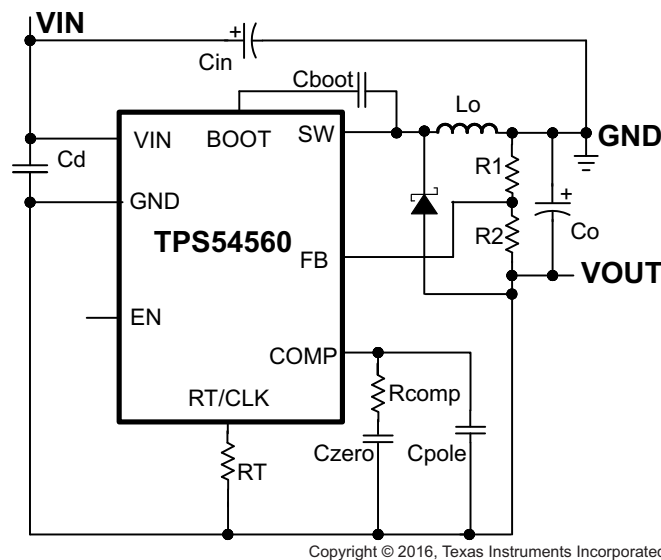 VIN
Cin
+
Cboot
Lo
VIN
BOOT
SW
GND
Cd
R1
GND
+
TPS54560
R2
Co
FB
VOUT
EN
COMP
RT/CLK
Rcomp
RT
Czero
Cpole
Copyright © 2016, Texas Instruments Incorporated